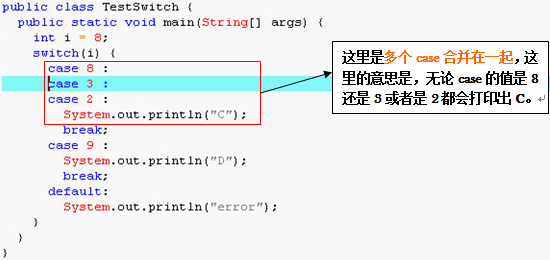 public class TestSwitch {
public static void main(String[] args) {
int i = 8;
switch(i) {
case 8 :
case 3 :
case 2 :
System.out.println("C");
break;
case 9 :
System.out.println("D");
break;
default:
System.out.println("error");
}
}
}
这里是多个 case 合并在一起，这
里的意思是，无论 case 的值是 8
还是 3 或者是 2 都会打印出 C。↵